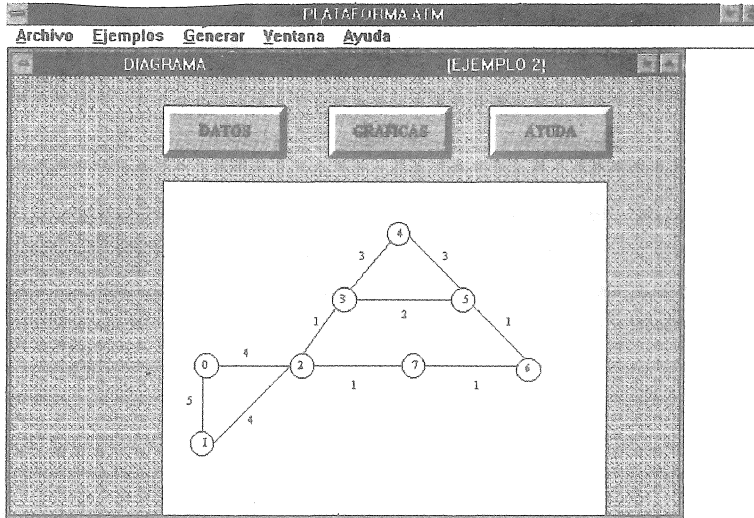 PLATAFORMA ATM
Archivo Ejemplos Generar Ventana Ayuda
DIAGRAMA [EJEMPLO 2]
DATOS GRAFICAS AYUDA
4
3 3
3 5
2
1 1
0 4 2 7 6
1 1
5 4
1